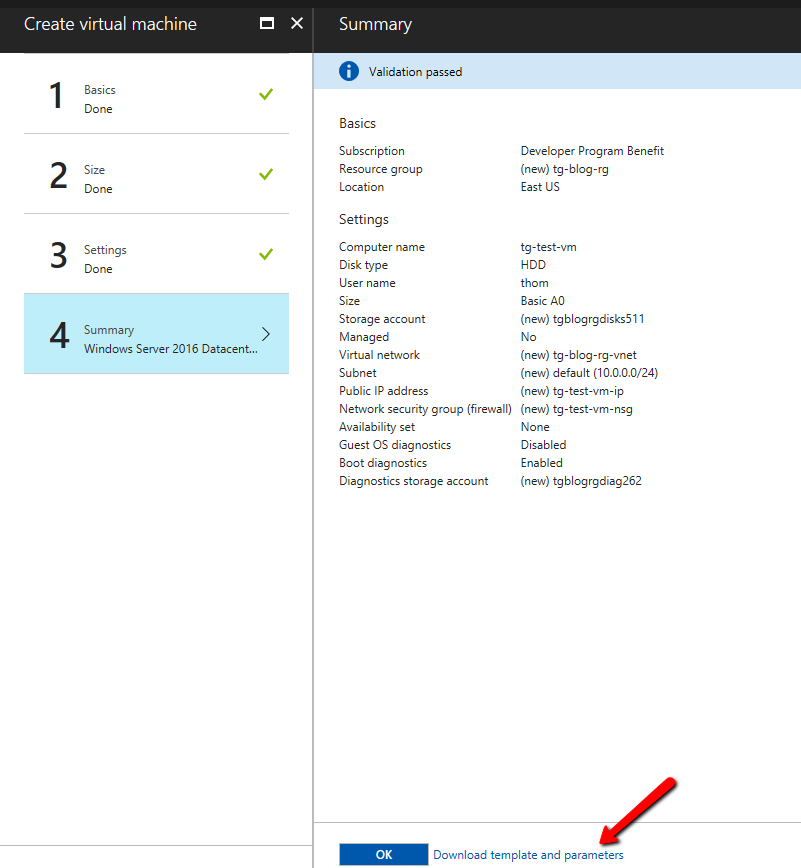 Create virtual machine
1
Basics
Done
2
Size
Done
3
Settings
Done
4
Summary
Windows Server 2016 Datacent...
Summary
Validation passed
Basics
Subscription Developer Program Benefit
Resource group (new) tg-blog-rg
Location East US
Settings
Computer name tg-test-vm
Disk type HDD
User name thom
Size Basic A0
Storage account (new) tgblogrgdisks511
Managed No
Virtual network (new) tg-blog-rg-vnet
Subnet (new) default (10.0.0.0/24)
Public IP address (new) tg-test-vm-ip
Network security group (firewall) (new) tg-test-vm-nsg
Availability set None
Guest OS diagnostics Disabled
Boot diagnostics Enabled
Diagnostics storage account (new) tgblogrgdiag262
OK Download template and parameters